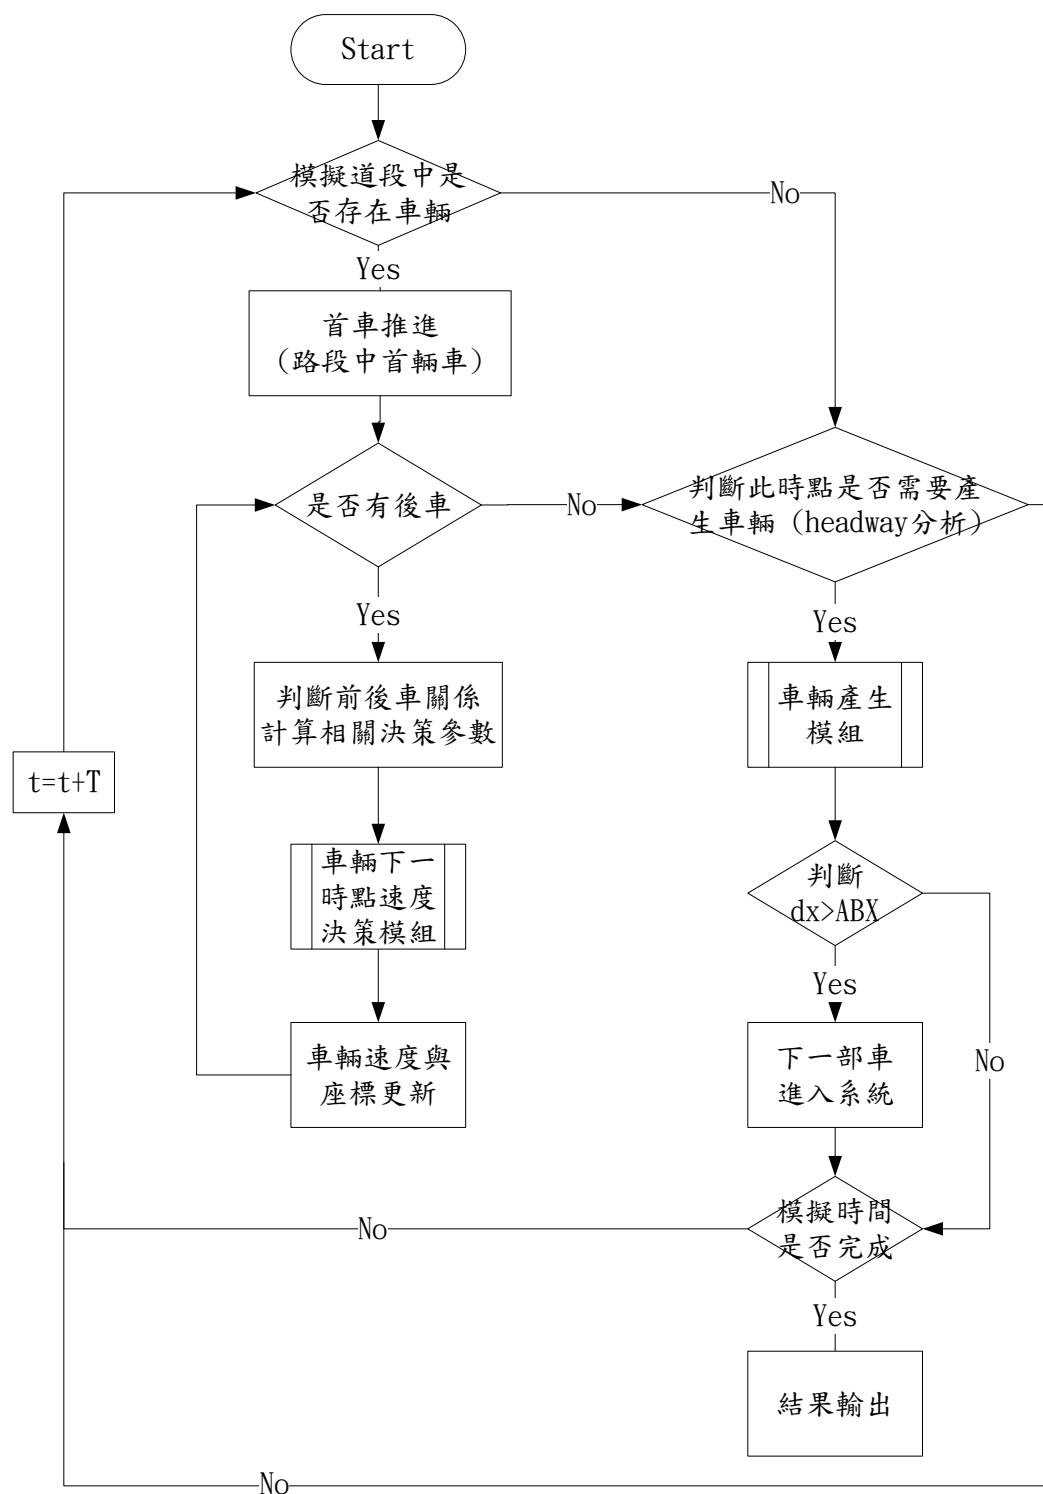 Start
模擬道段中是
否存在車輛
No
Yes
首車推進
（路段中首輛車）
是否有後車
No
判斷此時點是否需要產
生車輛（headway分析）
Yes
Yes
判斷前後車關係
計算相關決策參數
車輛產生
模組
t=t+T
車輛下一
時點速度
決策模組
判斷
dx>ABX
Yes
車輛速度與
座標更新
下一部車
進入系統
No
模擬時間
是否完成
No
Yes
結果輸出
No